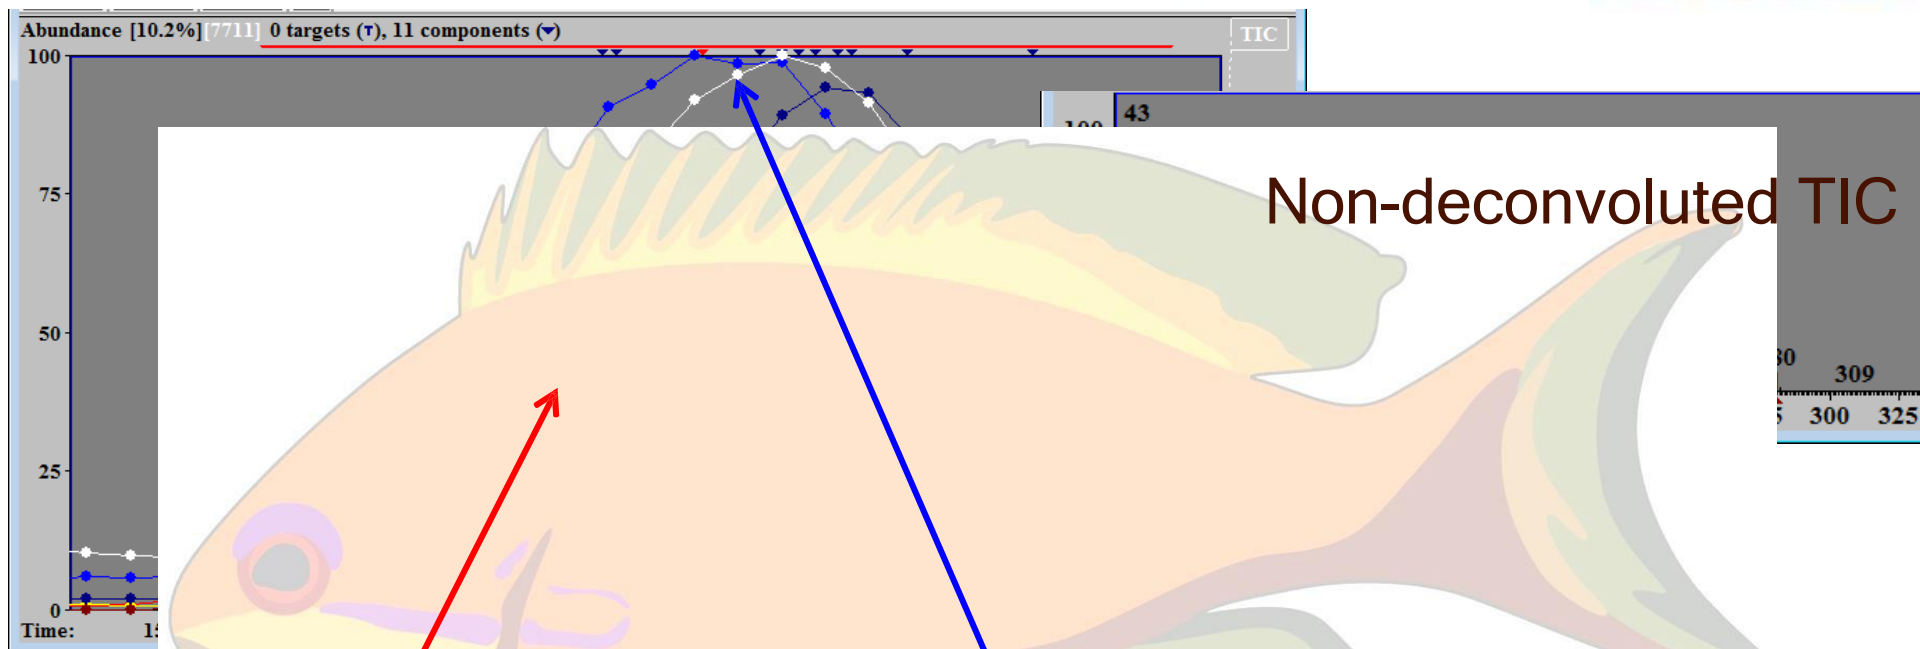 Abundance [10.2%][7711] 0 targets (T), 11 components
TIC
100
43
75
Non-deconvoluted TIC
50
309
25
300 325
0
Time: